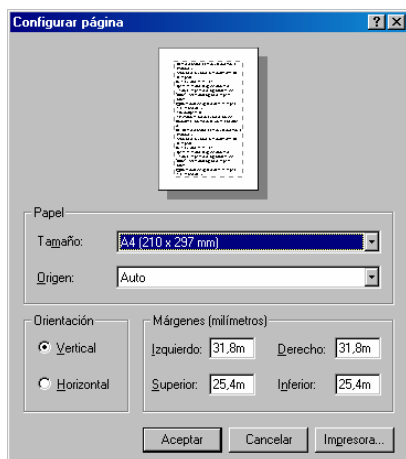 Configurar página
Papel
Tamaño: A4 (210 x 297 mm)
Origen: Auto
Orientación
Vertical
Horizontal
Márgenes (milímetros)
Izquierdo: 31,8m Derecho: 31,8m
Superior: 25,4m Inferior: 25,4m
Aceptar Cancelar Impresora...